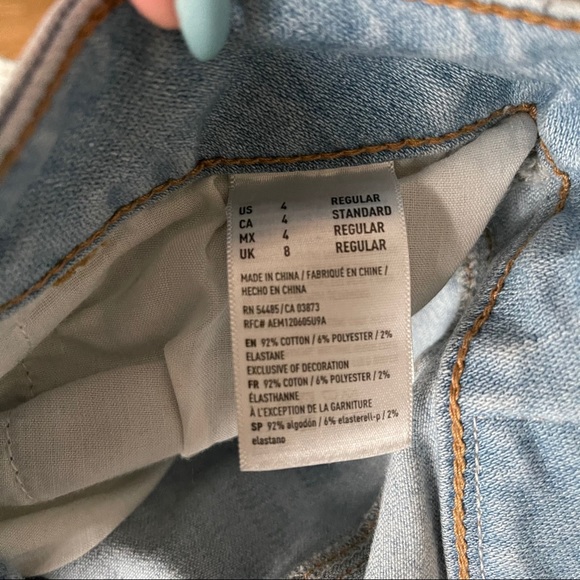 US 4 REGULAR
CA 4 STANDARD
MX 4 REGULAR
UK 8 REGULAR
MADE IN CHINA / FABRIQUÉ EN CHINE /
HECHO EN CHINA
RN 54485/CA 03873
RFC# AEM120605U9A
EN 92% COTTON / 6% POLYESTER / 2%
ELASTANE
EXCLUSIVE OF DECORATION
FR 92% COTON / 6% POLYESTER / 2%
ÉLASTHANNE
À L'EXCEPTION DE LA GARNITURE
SP 92% algodón / 6% elasterell-p / 2%
elastano